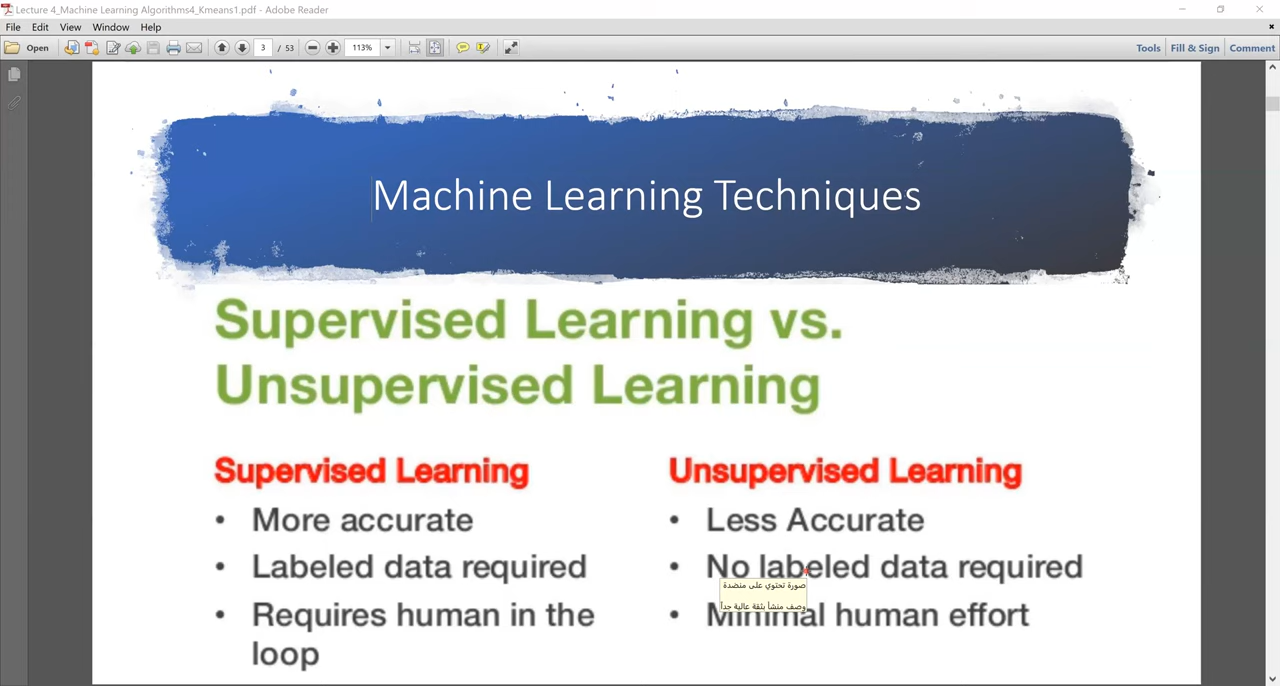 Lecture 4_Machine Learning Algorithms4_Kmeans1.pdf - Adobe Reader
File Edit View Window Help
Open 3 / 53 113% Tools Fill & Sign Comment
Machine Learning Techniques
Supervised Learning vs.
Unsupervised Learning
Supervised Learning
• More accurate
• Labeled data required
• Requires human in the
loop
Unsupervised Learning
• Less Accurate
• No labeled data required
صورة تحتوي على منضدة
وصف منشأ بثقة عالية جداً
• Minimal human effort